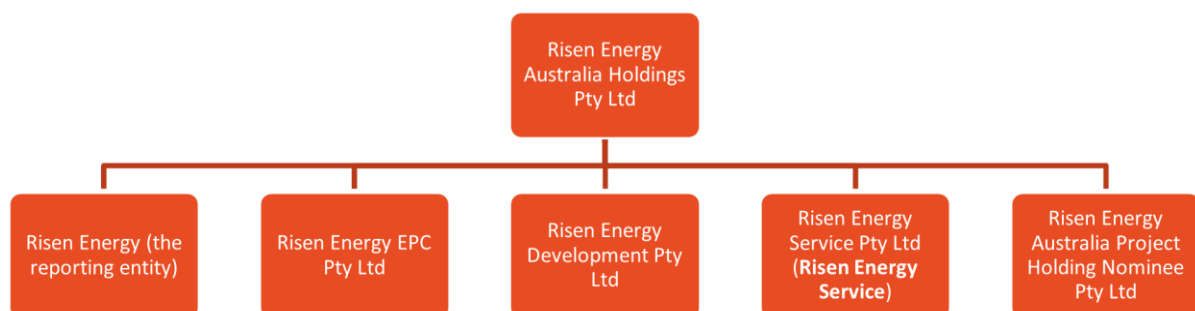 Risen Energy
Australia Holdings
Pty Ltd
Risen Energy (the
reporting entity)
Risen Energy EPC
Pty Ltd
Risen Energy
Development Pty
Ltd
Risen Energy
Service Pty Ltd
(Risen Energy
Service)
Risen Energy
Australia Project
Holding Nominee
Pty Ltd